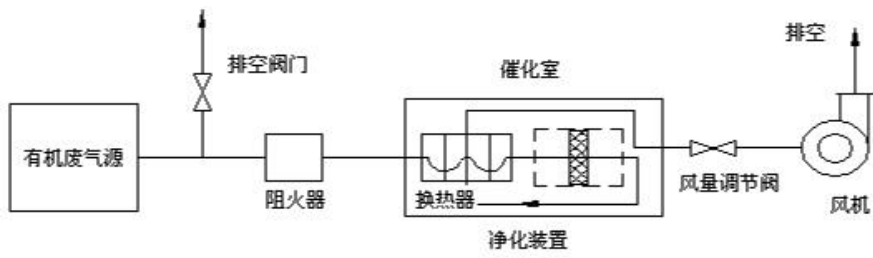 排空
排空阀门
催化室
有机废气源
阻火器
换热器
风量调节阀
风机
净化装置